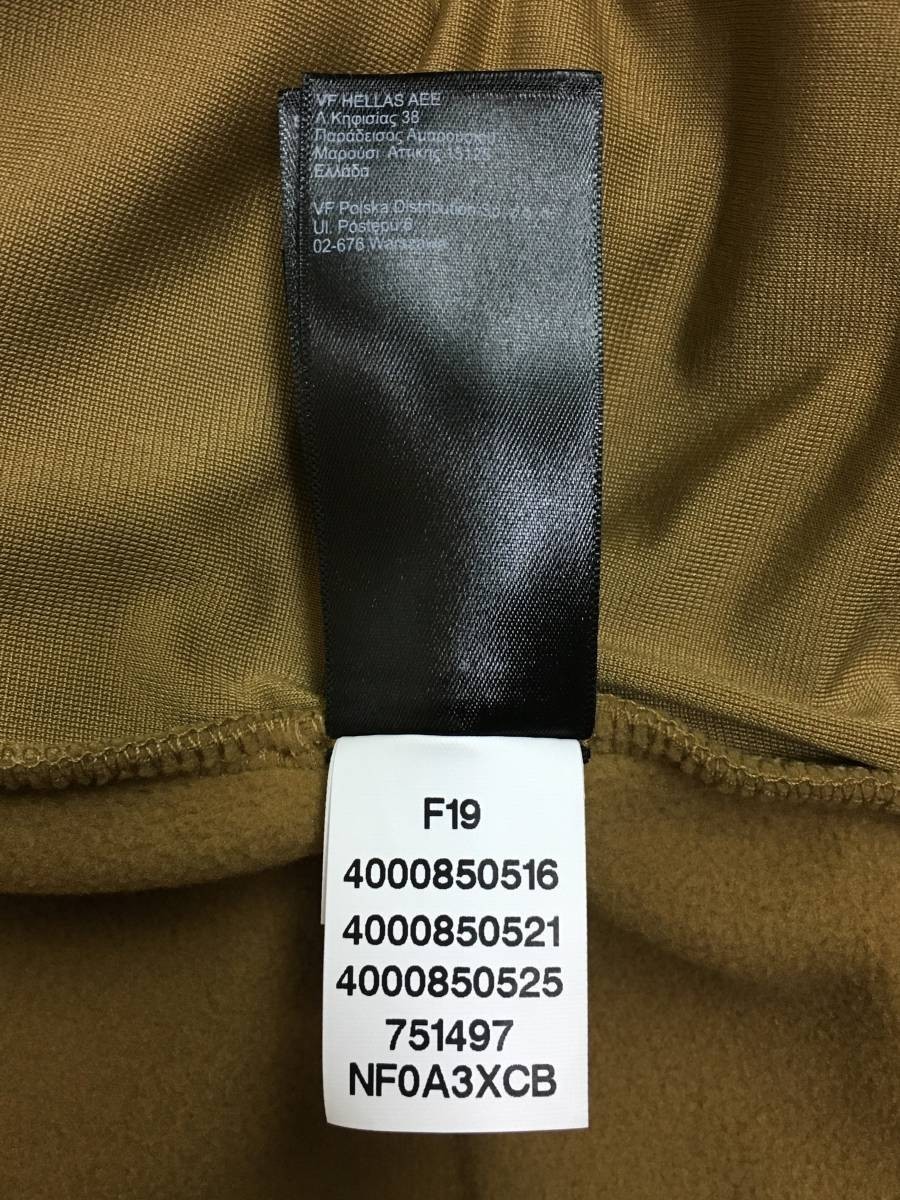 VF HELLAS AEE
Λ.Κηφισίας 38
Παράδεισος Αμαρουσίου
Μαρούσι Αττικής 15125
Ελλάδα
VF Polska Distribution Sp. z o. o.
Ul. Postępu 6
02-676 Warszawa
F19
4000850516
4000850521
4000850525
751497
NF0A3XCB